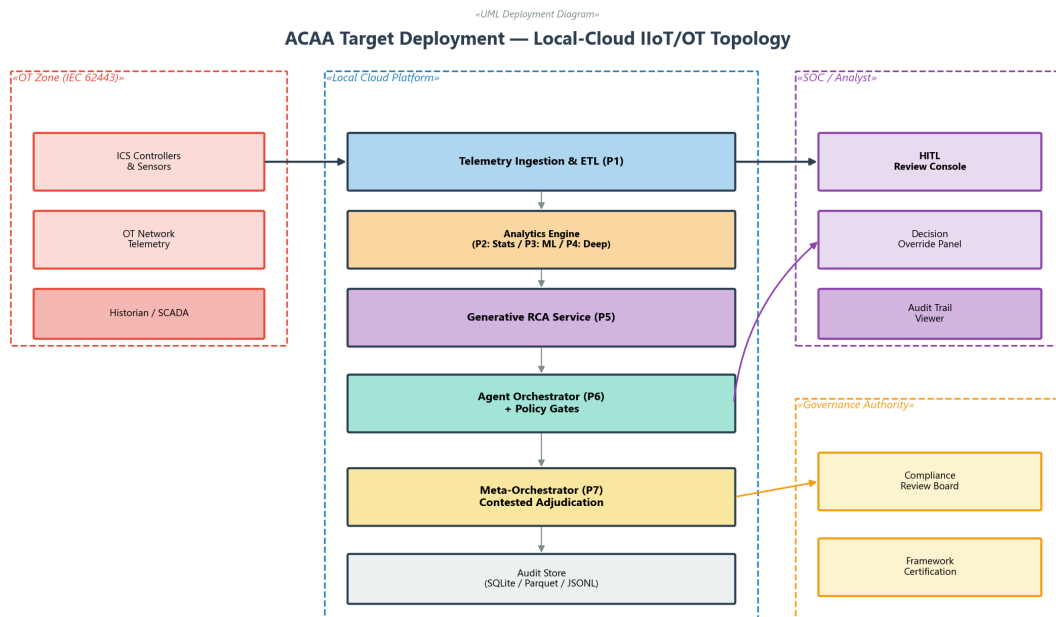 «UML Deployment Diagram»
ACAA Target Deployment — Local-Cloud IIoT/OT Topology
«OT Zone (IEC 62443)»
ICS Controllers
& Sensors
OT Network
Telemetry
Historian / SCADA
«Local Cloud Platform»
Telemetry Ingestion & ETL (P1)
Analytics Engine
(P2: Stats / P3: ML / P4: Deep)
Generative RCA Service (P5)
Agent Orchestrator (P6)
+ Policy Gates
Meta-Orchestrator (P7)
Contested Adjudication
Audit Store
(SQLite / Parquet / JSONL)
«SOC / Analyst»
HITL
Review Console
Decision
Override Panel
Audit Trail
Viewer
«Governance Authority»
Compliance
Review Board
Framework
Certification